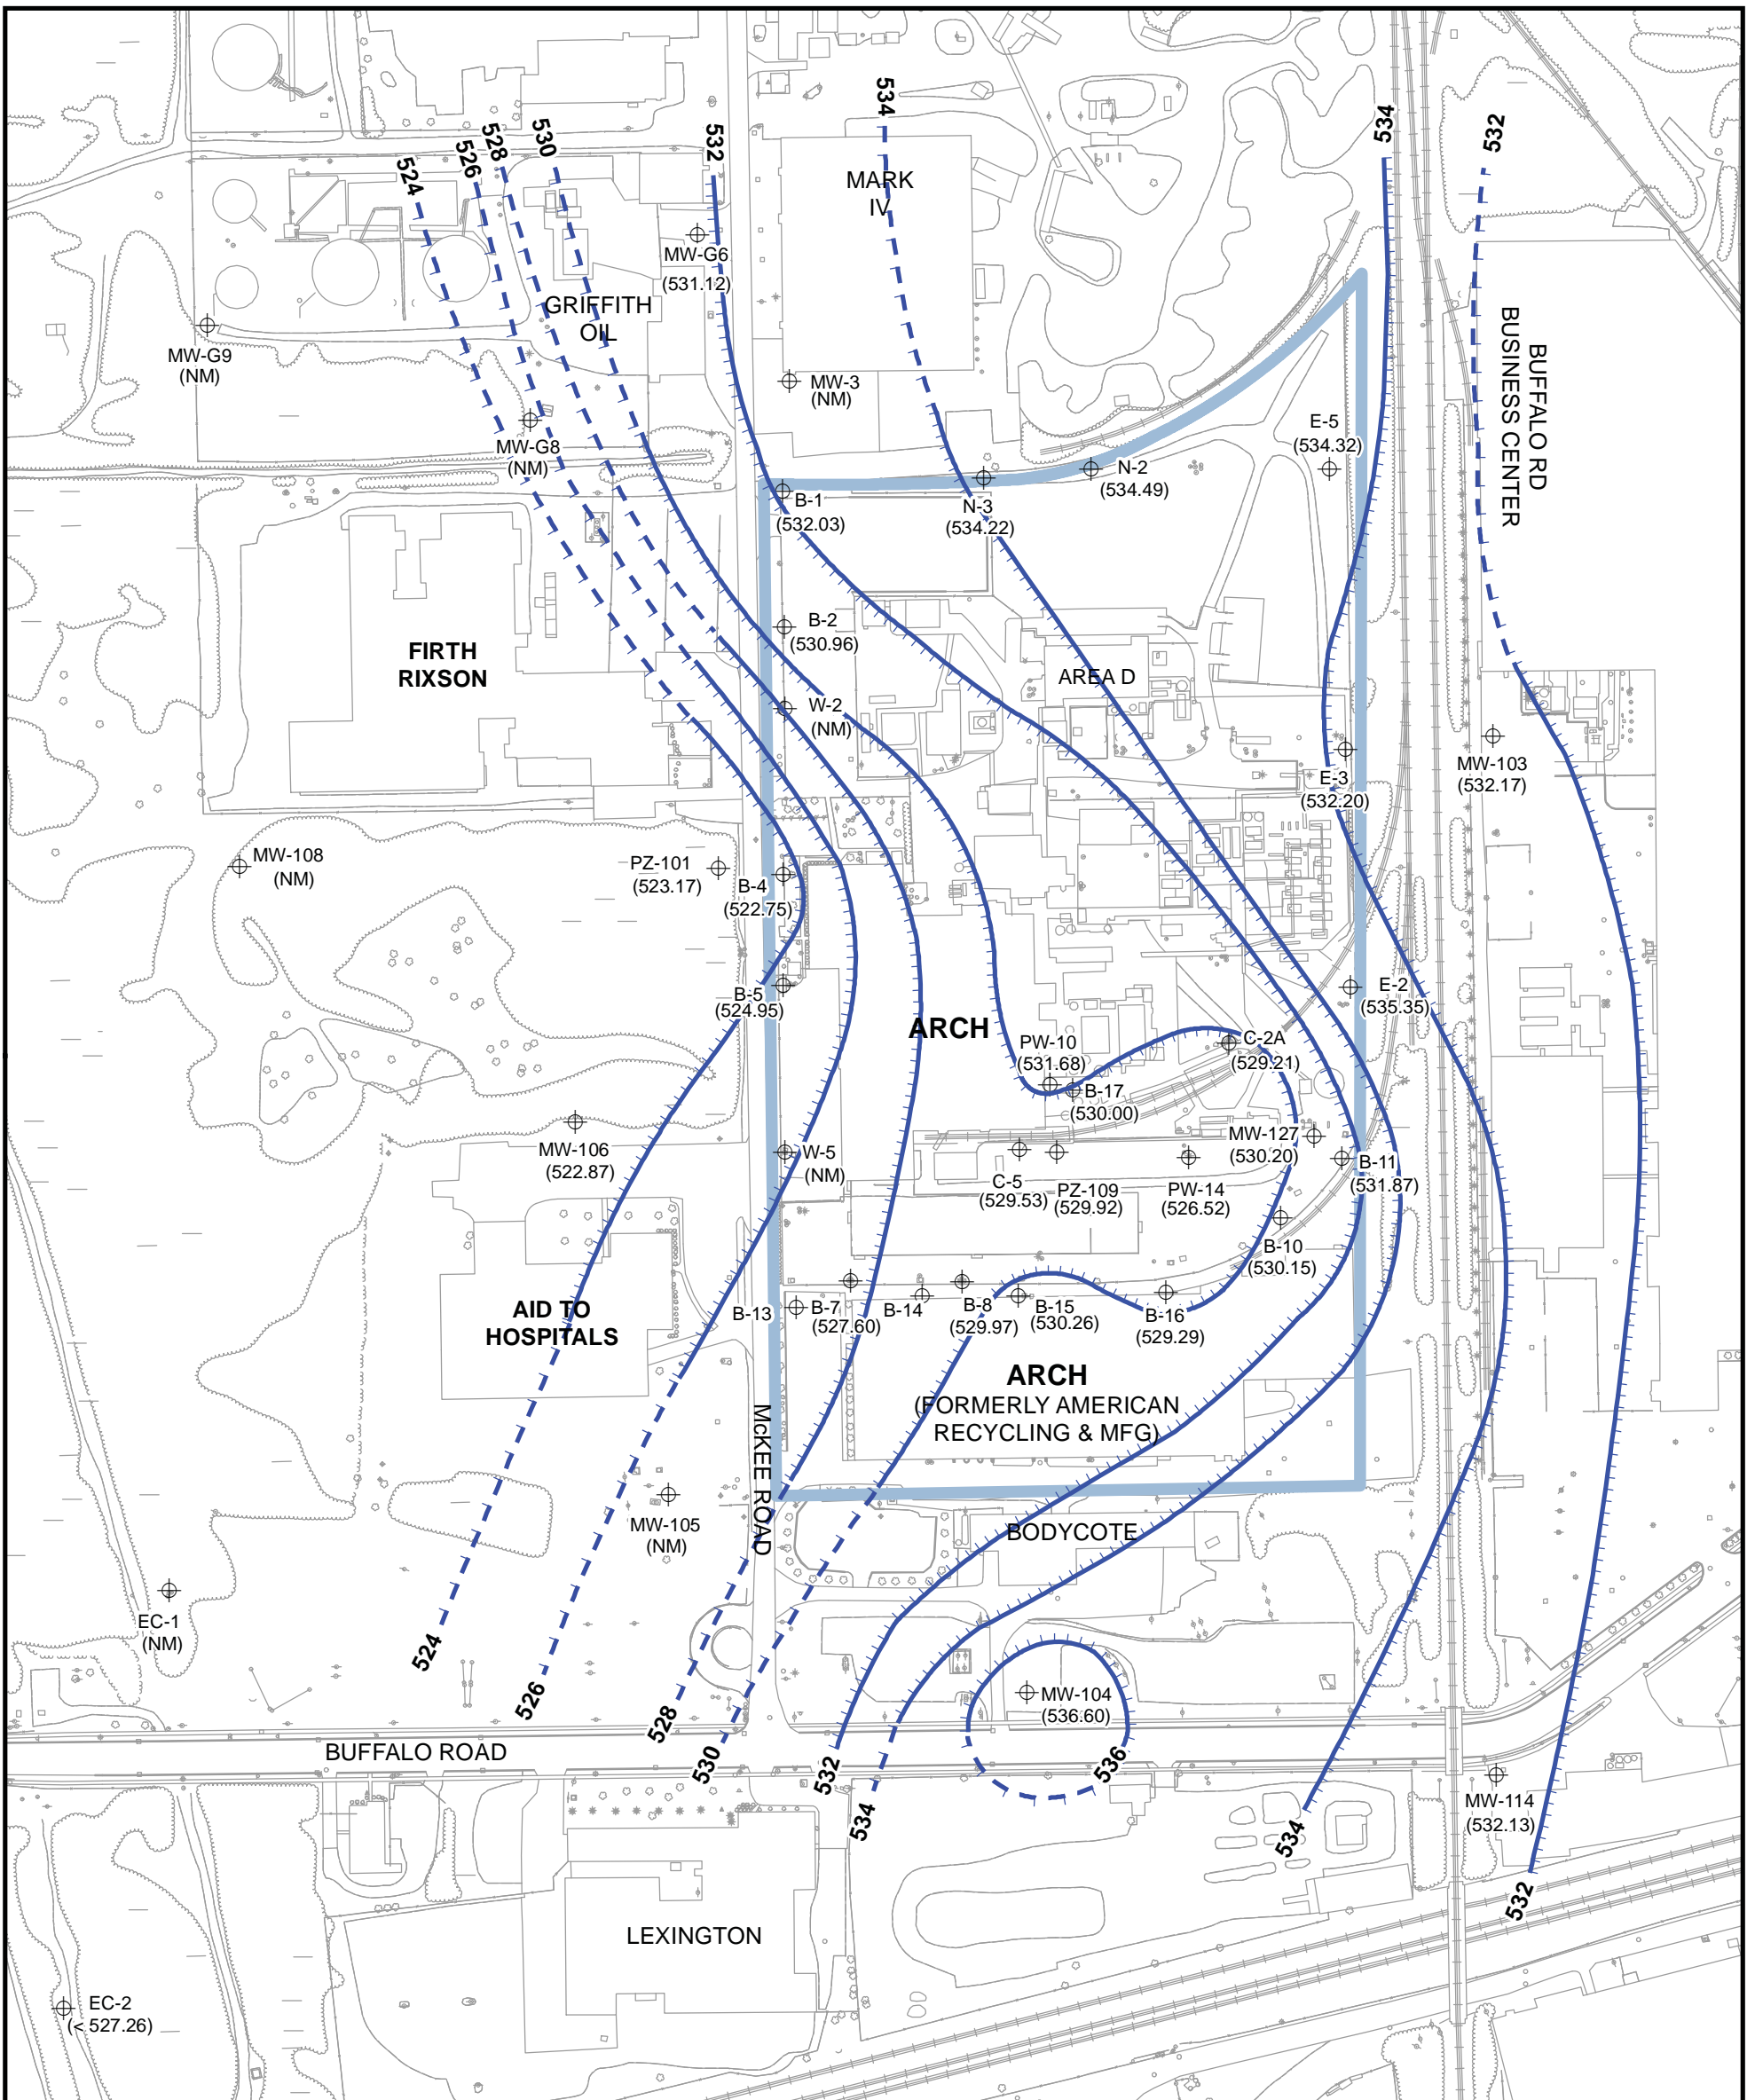 534
534
532
524
526
528
530
532
MARK
IV
MW-G6
(531.12)
GRIFFITH
OIL
BUFFALO RD
BUSINESS CENTER
MW-G9
(NM)
MW-3
(NM)
MW-G8
(NM)
E-5
(534.32)
N-2
(534.49)
B-1
(532.03)
N-3
(534.22)
FIRTH
RIXSON
B-2
(530.96)
AREA D
W-2
(NM)
MW-103
(532.17)
E-3
(532.20)
MW-108
(NM)
PZ-101
(523.17)
B-4
(522.75)
B-5
(524.95)
E-2
(535.35)
ARCH
PW-10
(531.68)
C-2A
(529.21)
B-17
(530.00)
MW-106
(522.87)
W-5
(NM)
MW-127
(530.20)
B-11
(531.87)
C-5
(529.53)
PZ-109
(529.92)
PW-14
(526.52)
B-10
(530.15)
AID TO
HOSPITALS
B-13
B-7
(527.60)
B-14
B-8
(529.97)
B-15
(530.26)
B-16
(529.29)
ARCH
(FORMERLY AMERICAN
RECYCLING & MFG)
McKEE ROAD
MW-105
(NM)
BODYCOTE
EC-1
(NM)
524
526
528
530
532
534
MW-104
(536.60)
536
534
532
BUFFALO ROAD
MW-114
(532.13)
LEXINGTON
EC-2
(< 527.26)